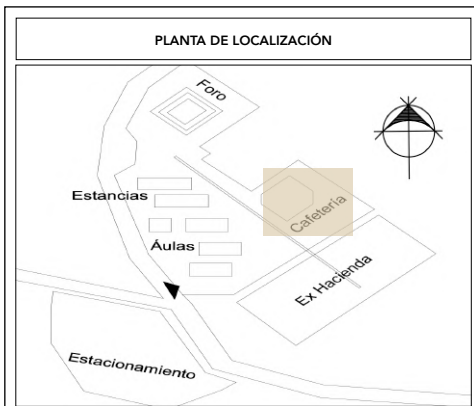 PLANTA DE LOCALIZACIÓN
Foro
Estancias
Cafetería
Áulas
Ex Hacienda
Estacionamiento